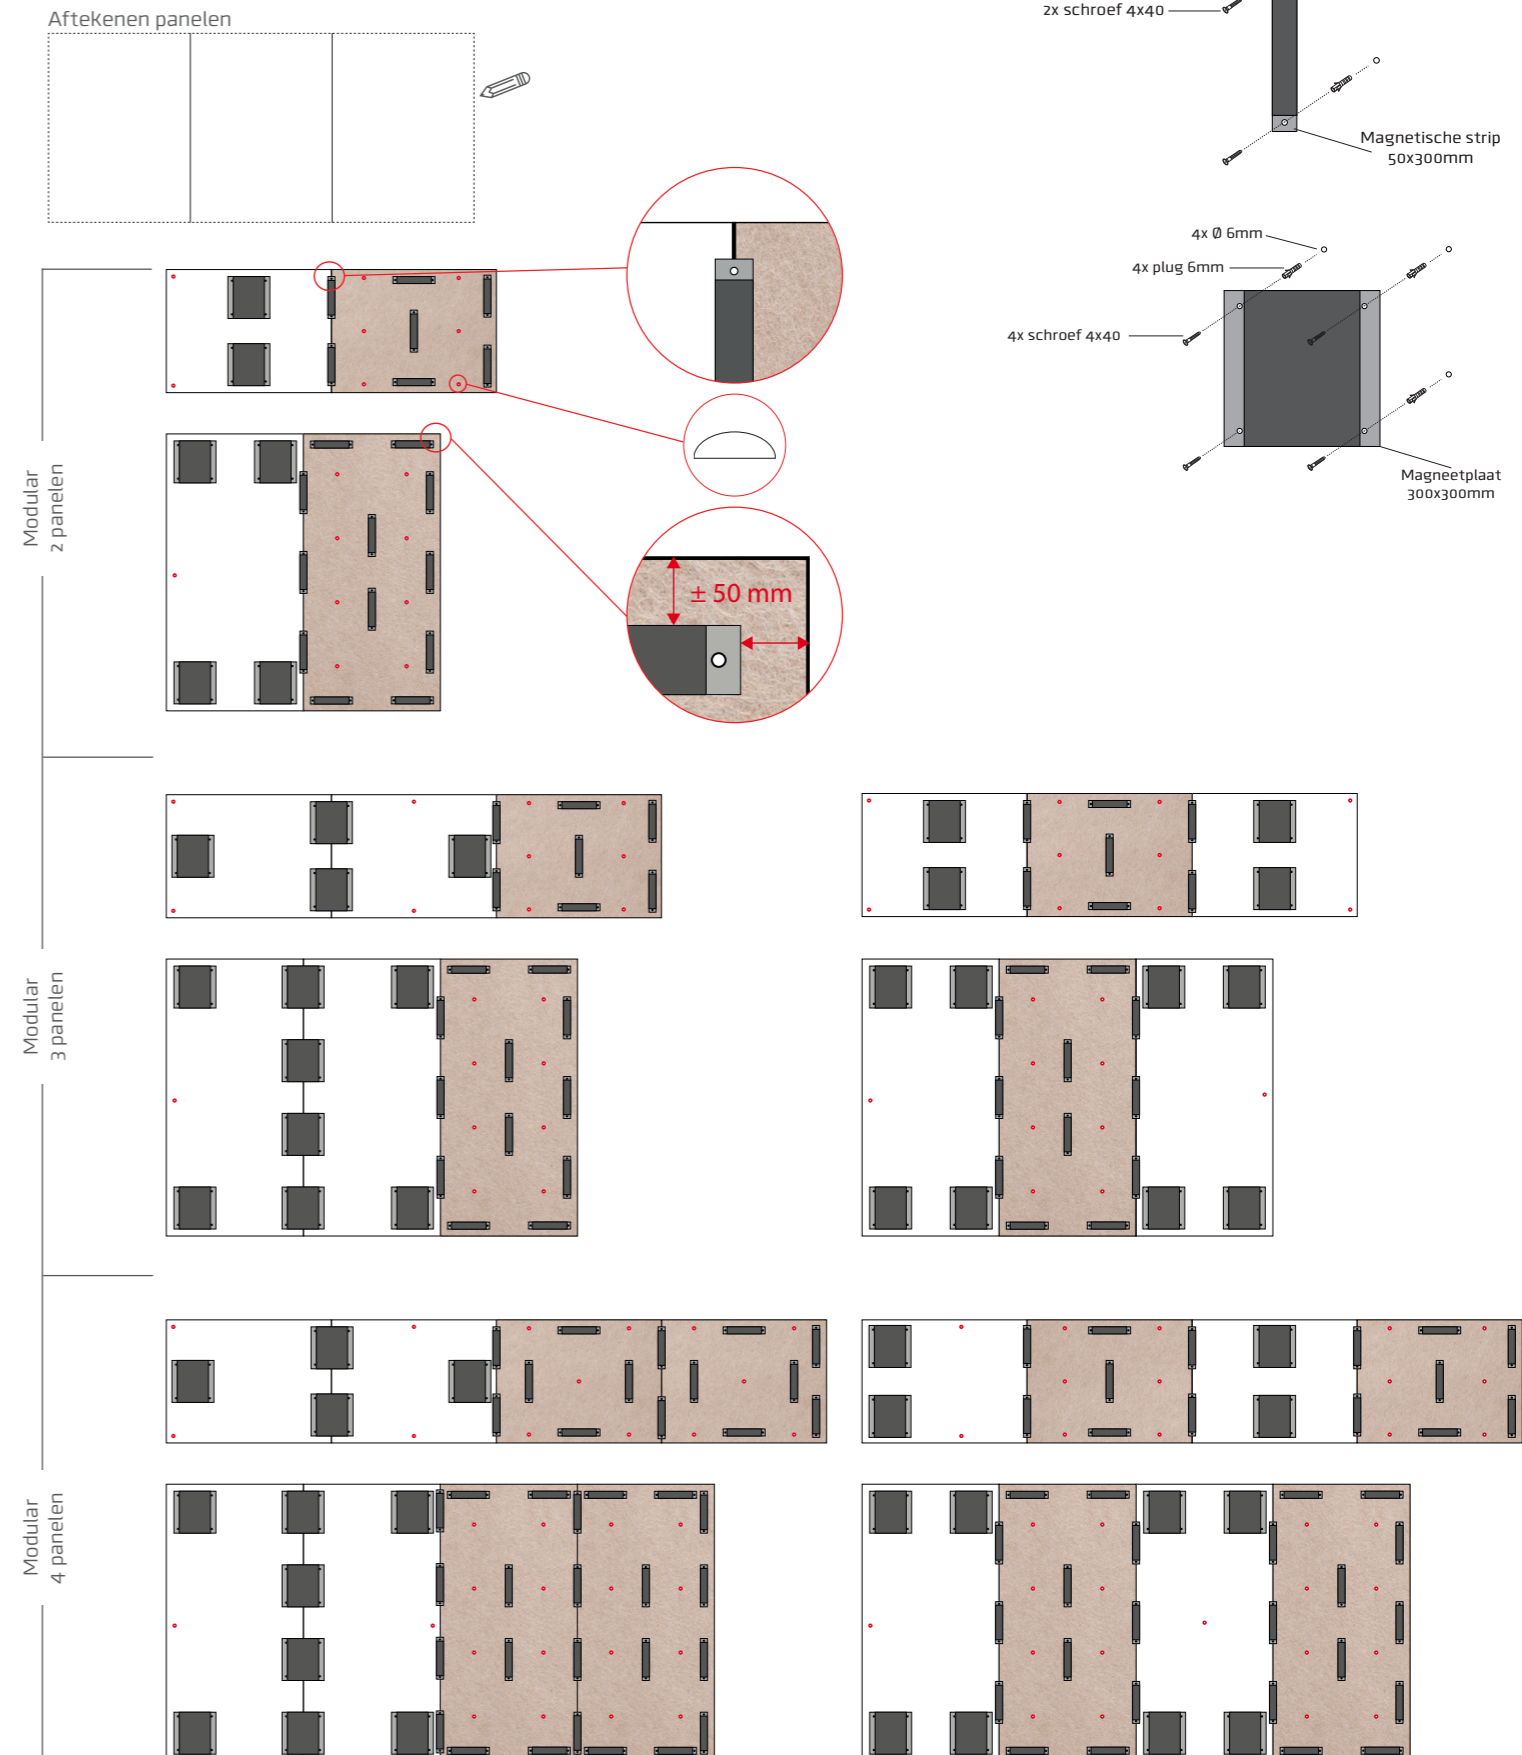 Aftekenen panelen
2x schroef 4x40
Magnetische strip
50x300mm
4x Ø 6mm
4x plug 6mm
4x schroef 4x40
Magneetplaat
300x300mm
Modular
2 panelen
± 50 mm
Modular
3 panelen
Modular
4 panelen